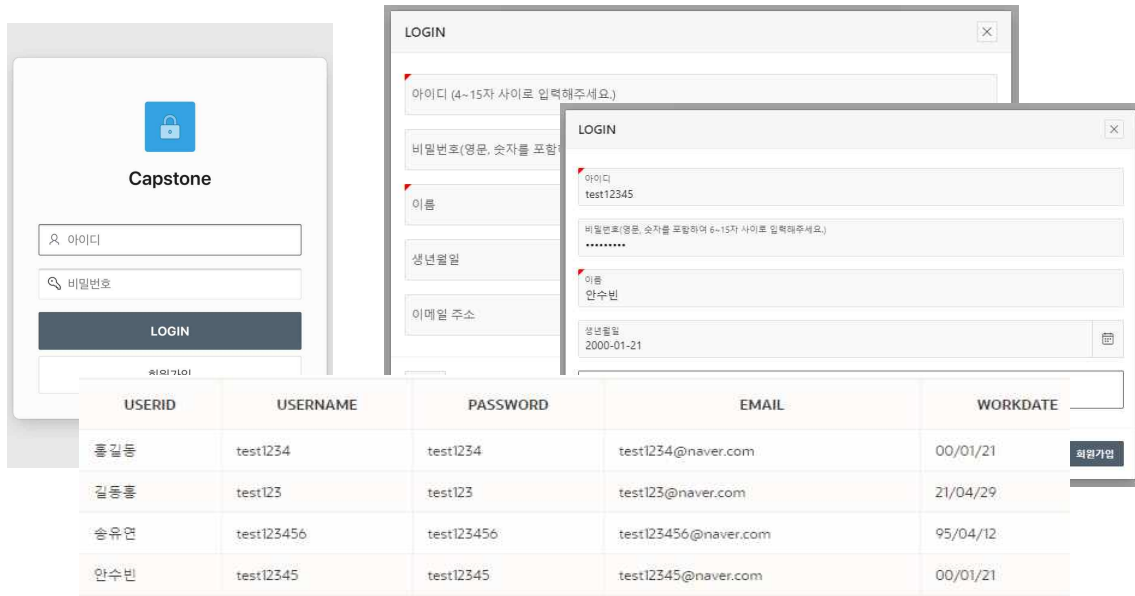 Capstone
아이디
비밀번호
LOGIN
회원가입
LOGIN
아이디 (4~15자 사이로 입력해주세요.)
비밀번호(영문, 숫자를 포함
이름
생년월일
이메일 주소
LOGIN
아이디
test12345
비밀번호(영문, 숫자를 포함하여 6~15자 사이로 입력해주세요.)
•••••••••
이름
안수빈
생년월일
2000-01-21
회원가입
USERID USERNAME PASSWORD EMAIL WORKDATE
홍길동 test1234 test1234 test1234@naver.com 00/01/21
길동홍 test123 test123 test123@naver.com 21/04/29
송유연 test123456 test123456 test123456@naver.com 95/04/12
안수빈 test12345 test12345 test12345@naver.com 00/01/21